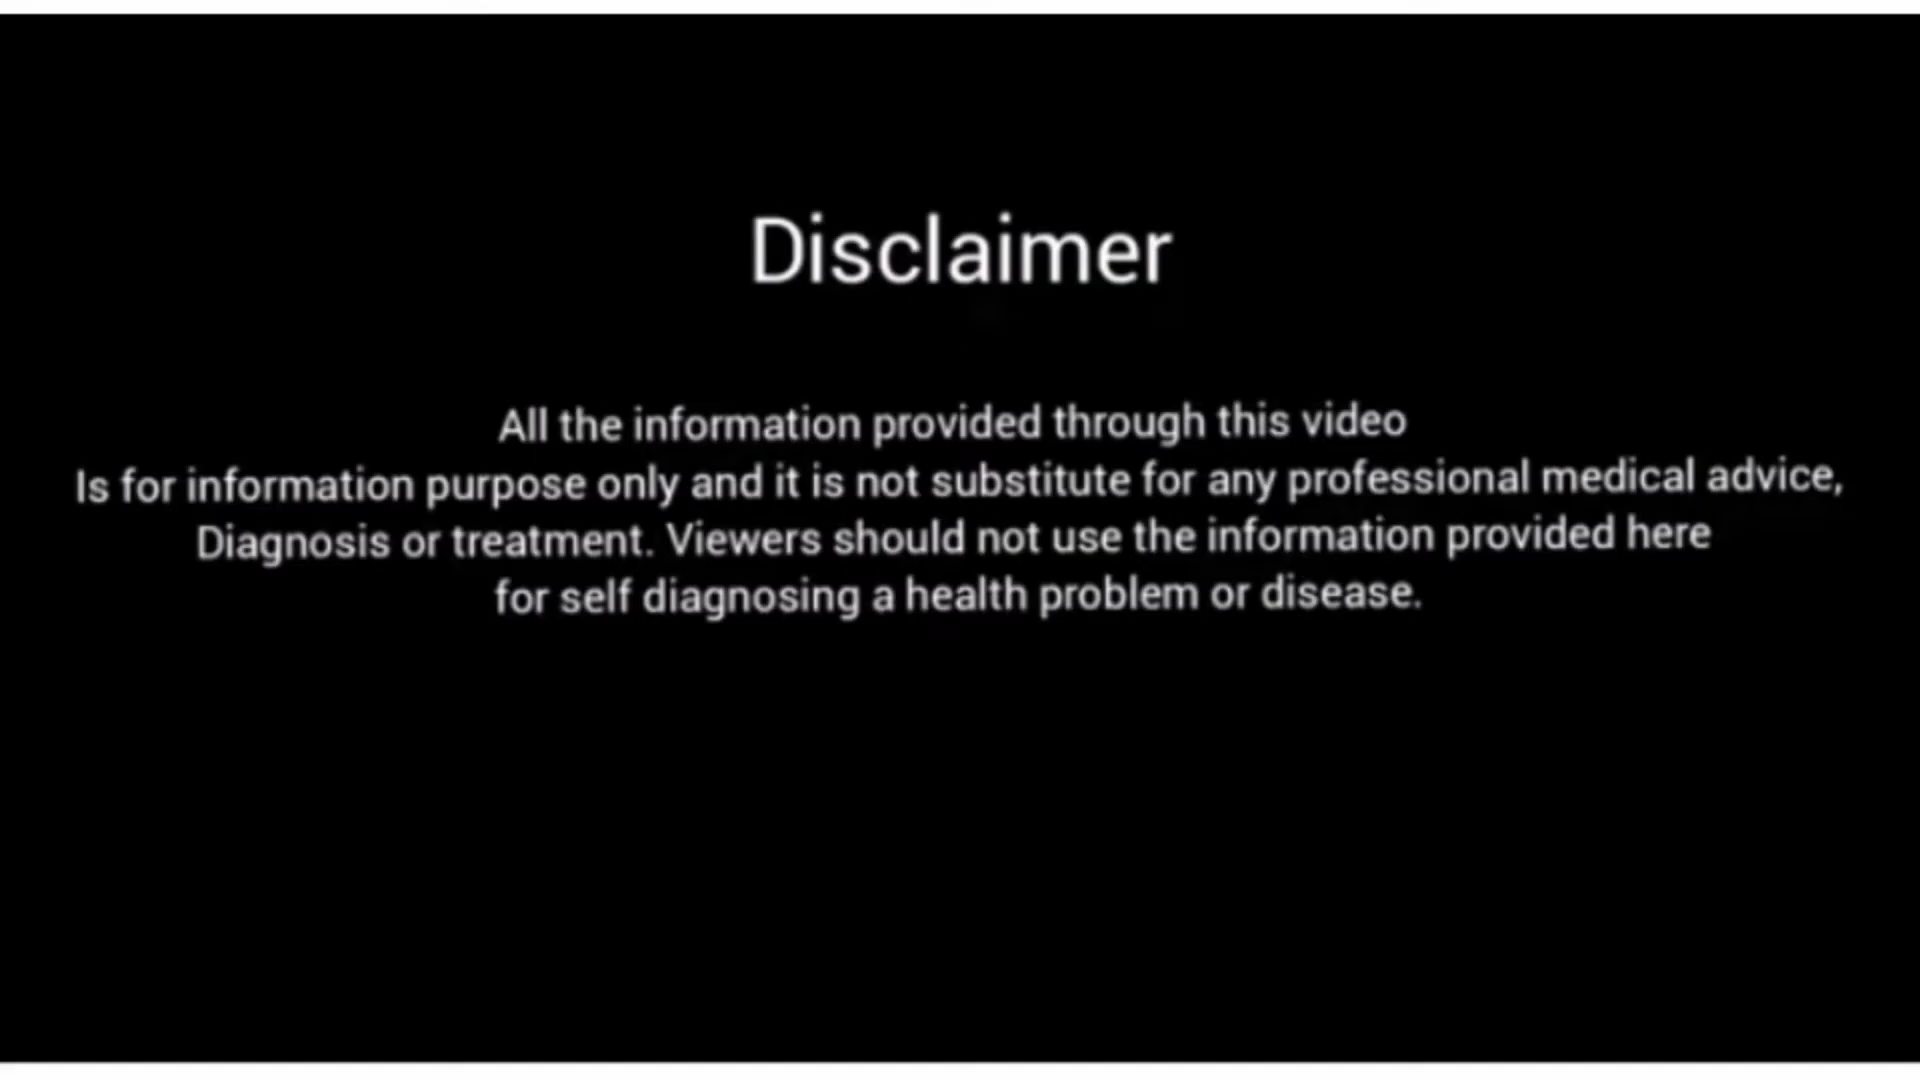 Disclaimer
All the information provided through this video
Is for information purpose only and it is not substitute for any professional medical advice,
Diagnosis or treatment. Viewers should not use the information provided here
for self diagnosing a health problem or disease.